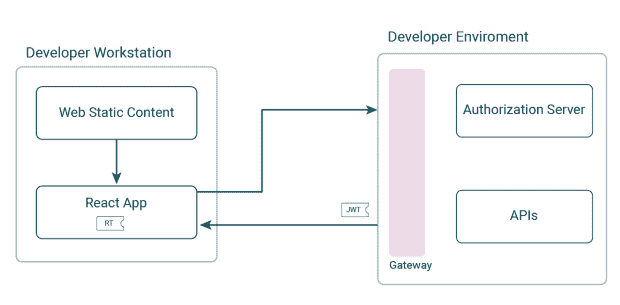 Developer Workstation
Developer Enviroment
Web Static Content
Authorization Server
React App
RT
JWT
APIs
Gateway